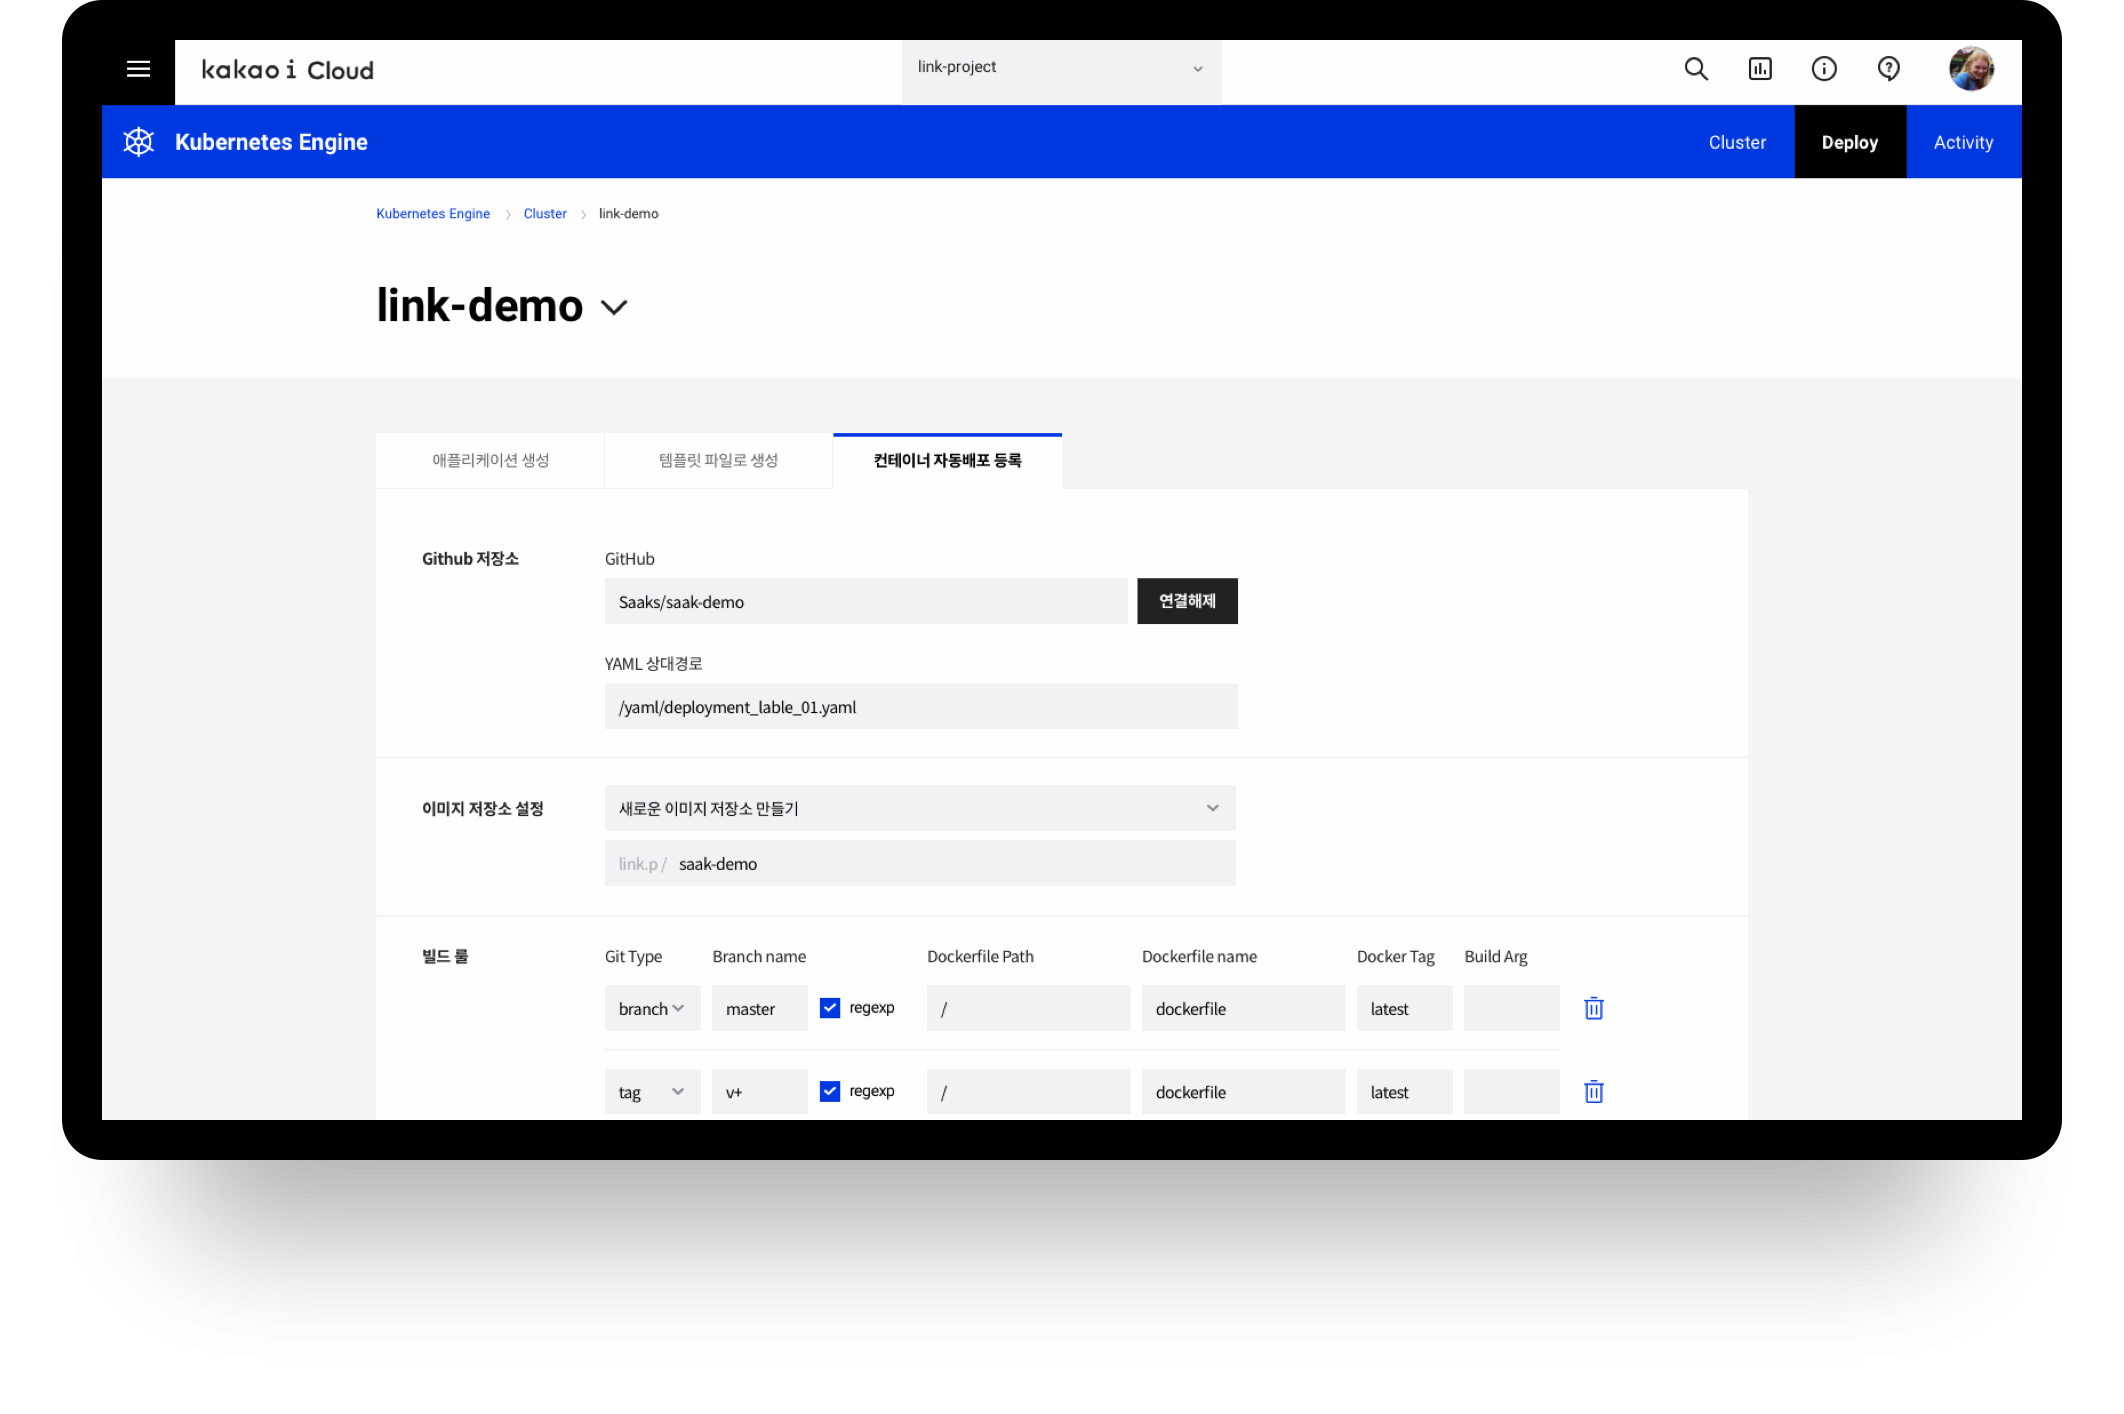 kakao i Cloud
link-project
Kubernetes Engine
Cluster
Deploy
Activity
Kubernetes Engine
Cluster
link-demo
link-demo
애플리케이션 생성
템플릿 파일로 생성
컨테이너 자동배포 등록
Github 저장소
GitHub
Saaks/saak-demo
연결해제
YAML 상대경로
/yaml/deployment_lable_01.yaml
이미지 저장소 설정
새로운 이미지 저장소 만들기
link.p / saak-demo
빌드 룰
Git Type Branch name Dockerfile Path Dockerfile name Docker Tag Build Arg
branch master regexp / dockerfile latest
tag v+ regexp / dockerfile latest